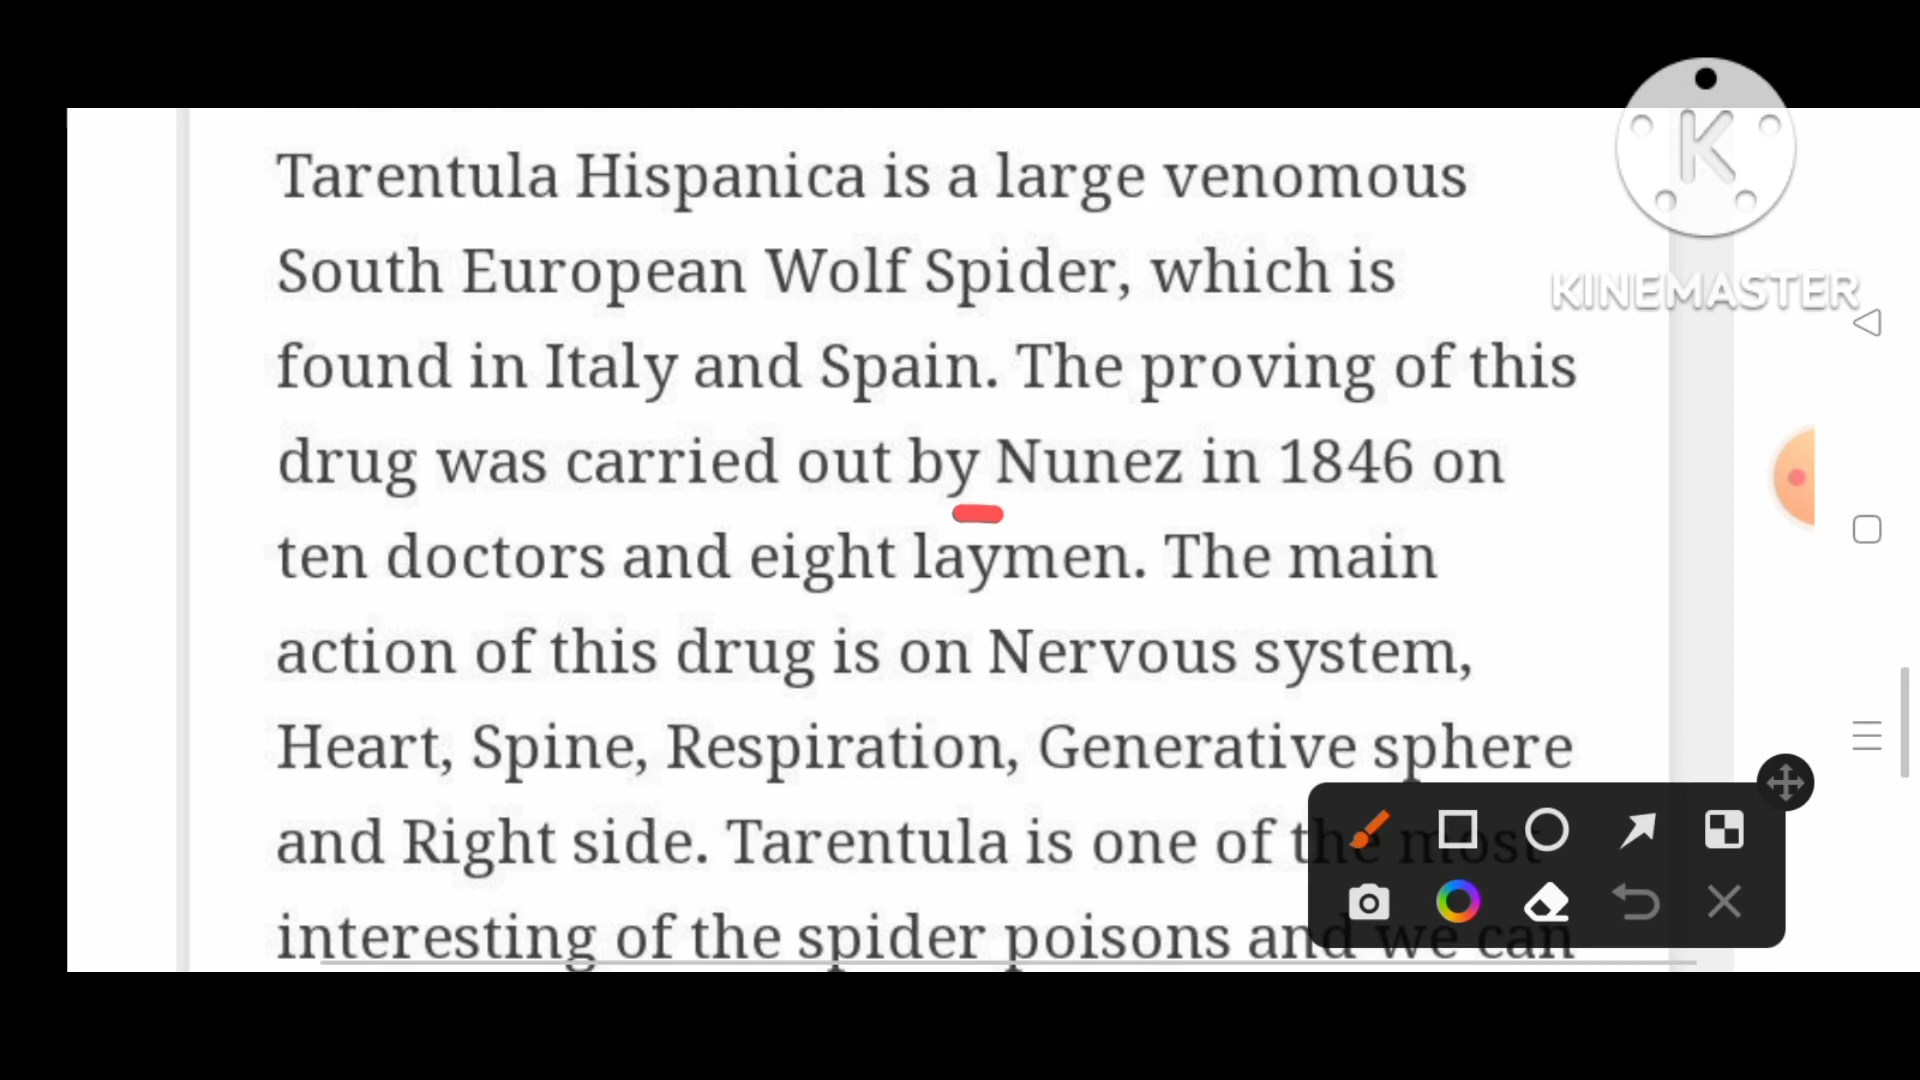 Tarentula Hispanica is a large venomous
South European Wolf Spider, which is
found in Italy and Spain. The proving of this
drug was carried out by Nunez in 1846 on
ten doctors and eight laymen. The main
action of this drug is on Nervous system,
Heart, Spine, Respiration, Generative sphere
and Right side. Tarentula is one of the most
interesting of the spider poisons and we can
K
KINEMASTER